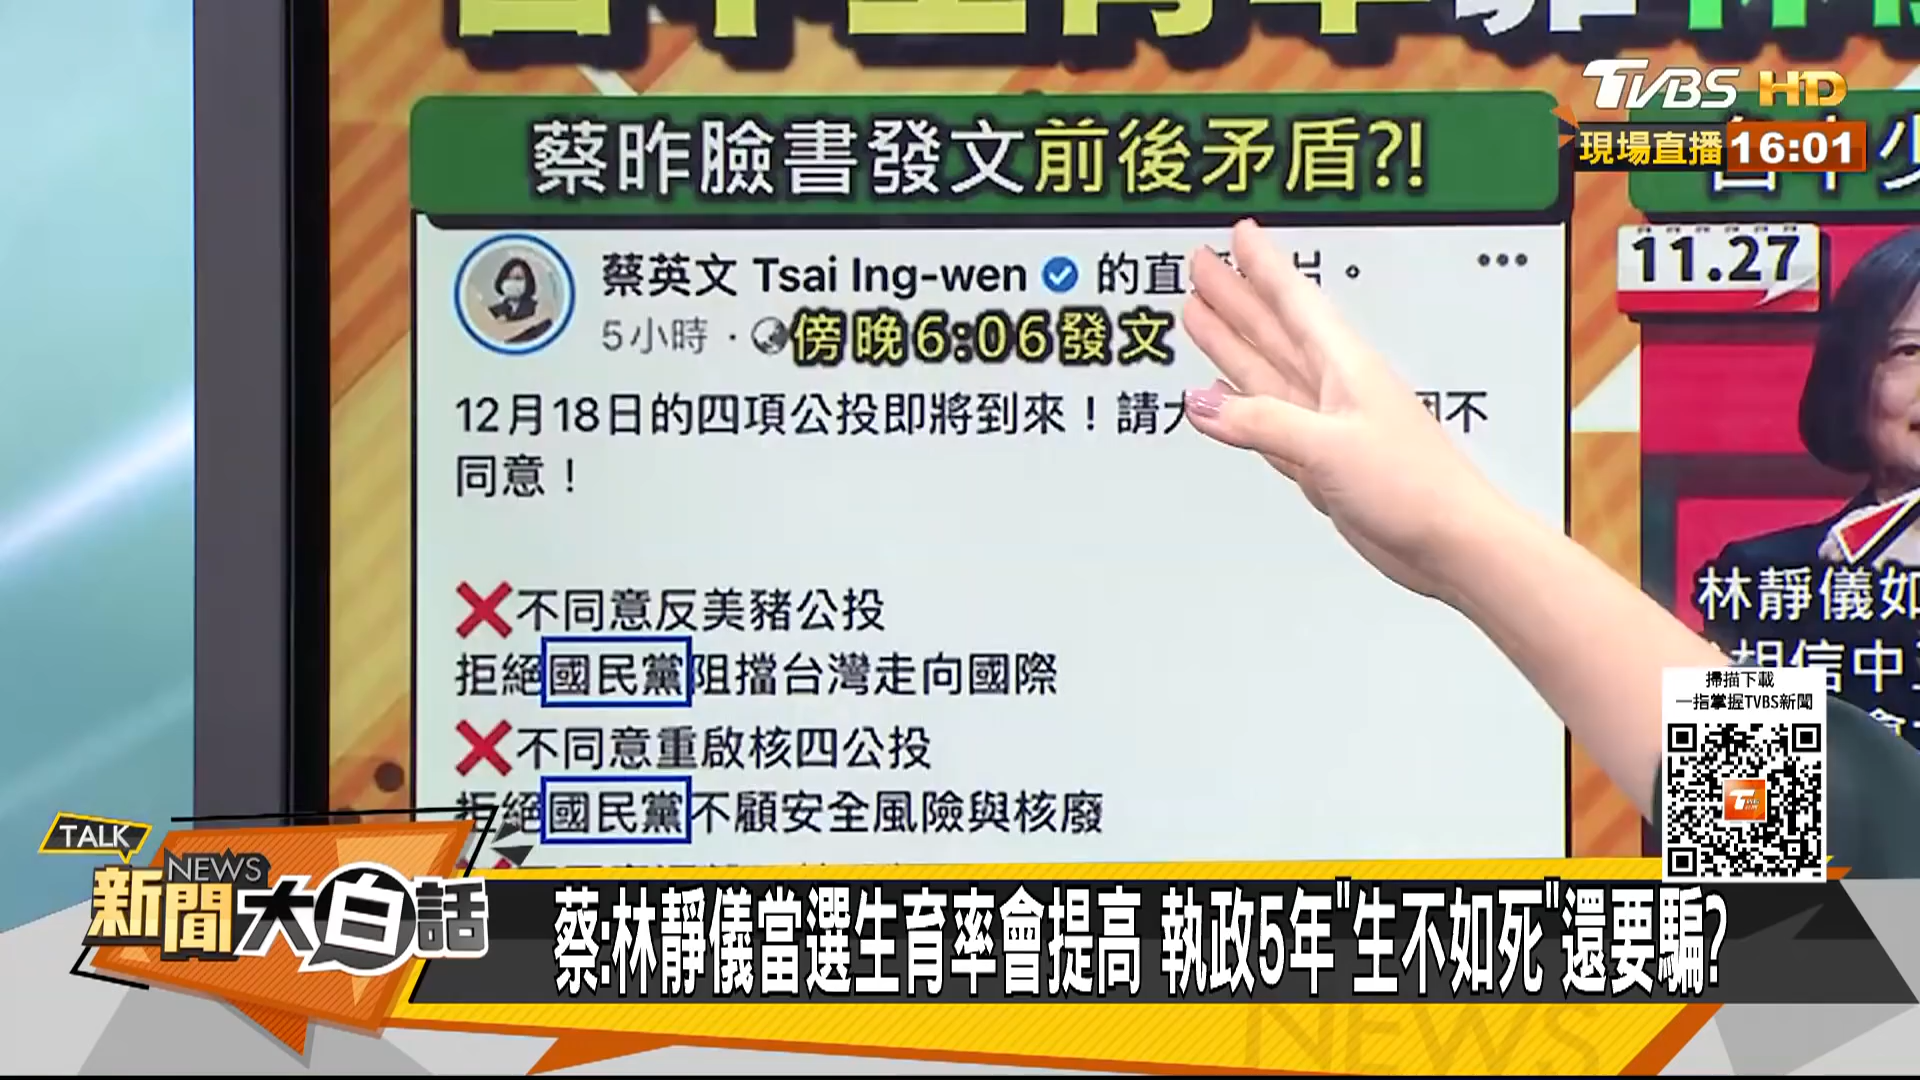 TVBS HD
現場直播 16:01
蔡昨臉書發文前後矛盾?!
蔡英文 Tsai Ing-wen 的直
5小時 · 傍晚6:06發文
12月18日的四項公投即將到來！請大
不
同意！
❌不同意反美豬公投
拒絕國民黨阻擋台灣走向國際
❌不同意重啟核四公投
拒絕國民黨不顧安全風險與核廢
11.27
林靜儀如
相信中
掃描下載
一指掌握TVBS新聞
TALK
NEWS
新聞大白話
蔡:林靜儀當選生育率會提高 執政5年"生不如死"還要騙?
NEWS